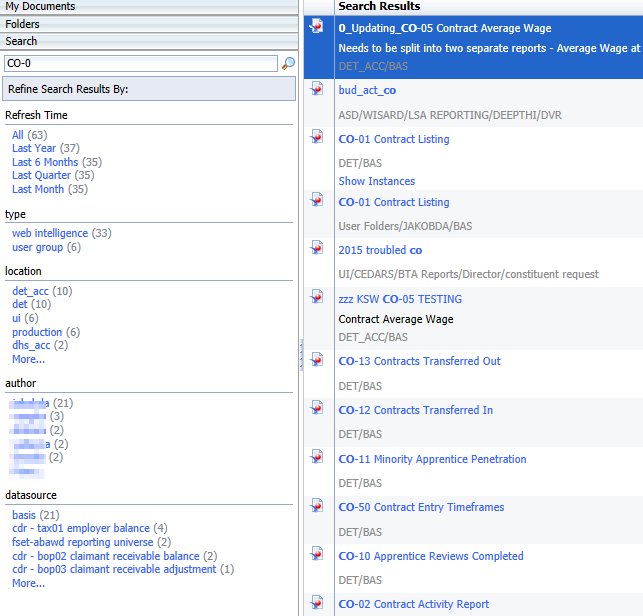 My Documents
Folders
Search
CO-0
Refine Search Results By:
Refresh Time
All (63)
Last Year (37)
Last 6 Months (35)
Last Quarter (35)
Last Month (35)
type
web intelligence (33)
user group (6)
location
det_acc (10)
det (10)
ui (6)
production (6)
dhs_acc (2)
More...
author
(21)
(3)
(2)
(2)
(2)
datasource
basis (21)
cdr - tax01 employer balance (4)
fset-abawd reporting universe (2)
cdr - bop02 claimant receivable balance (2)
cdr - bop03 claimant receivable adjustment (1)
More...
Search Results
0_Updating_CO-05 Contract Average Wage
Needs to be split into two separate reports - Average Wage at
DET_ACC/BAS
bud_act_co
ASD/WISARD/LSA REPORTING/DEEPTHI/DVR
CO-01 Contract Listing
DET/BAS
Show Instances
CO-01 Contract Listing
User Folders/JAKOBDA/BAS
2015 troubled co
UI/CEDARS/BTA Reports/Director/constituent request
zzz KSW CO-05 TESTING
Contract Average Wage
DET_ACC/BAS
CO-13 Contracts Transferred Out
DET/BAS
CO-12 Contracts Transferred In
DET/BAS
CO-11 Minority Apprentice Penetration
DET/BAS
CO-50 Contract Entry Timeframes
DET/BAS
CO-10 Apprentice Reviews Completed
DET/BAS
CO-02 Contract Activity Report